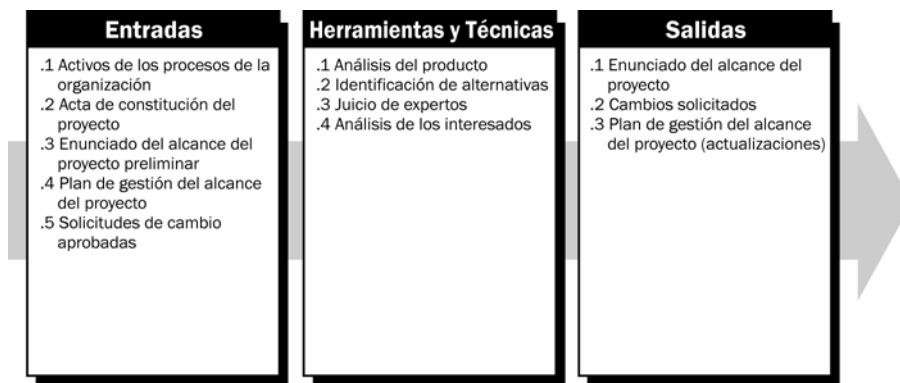 Entradas
.1 Activos de los procesos de la
organización
.2 Acta de constitución del
proyecto
.3 Enunciado del alcance del
proyecto preliminar
.4 Plan de gestión del alcance
del proyecto
.5 Solicitudes de cambio
aprobadas
Herramientas y Técnicas
.1 Análisis del producto
.2 Identificación de alternativas
.3 Juicio de expertos
.4 Análisis de los interesados
Salidas
.1 Enunciado del alcance del
proyecto
.2 Cambios solicitados
.3 Plan de gestión del alcance
del proyecto (actualizaciones)